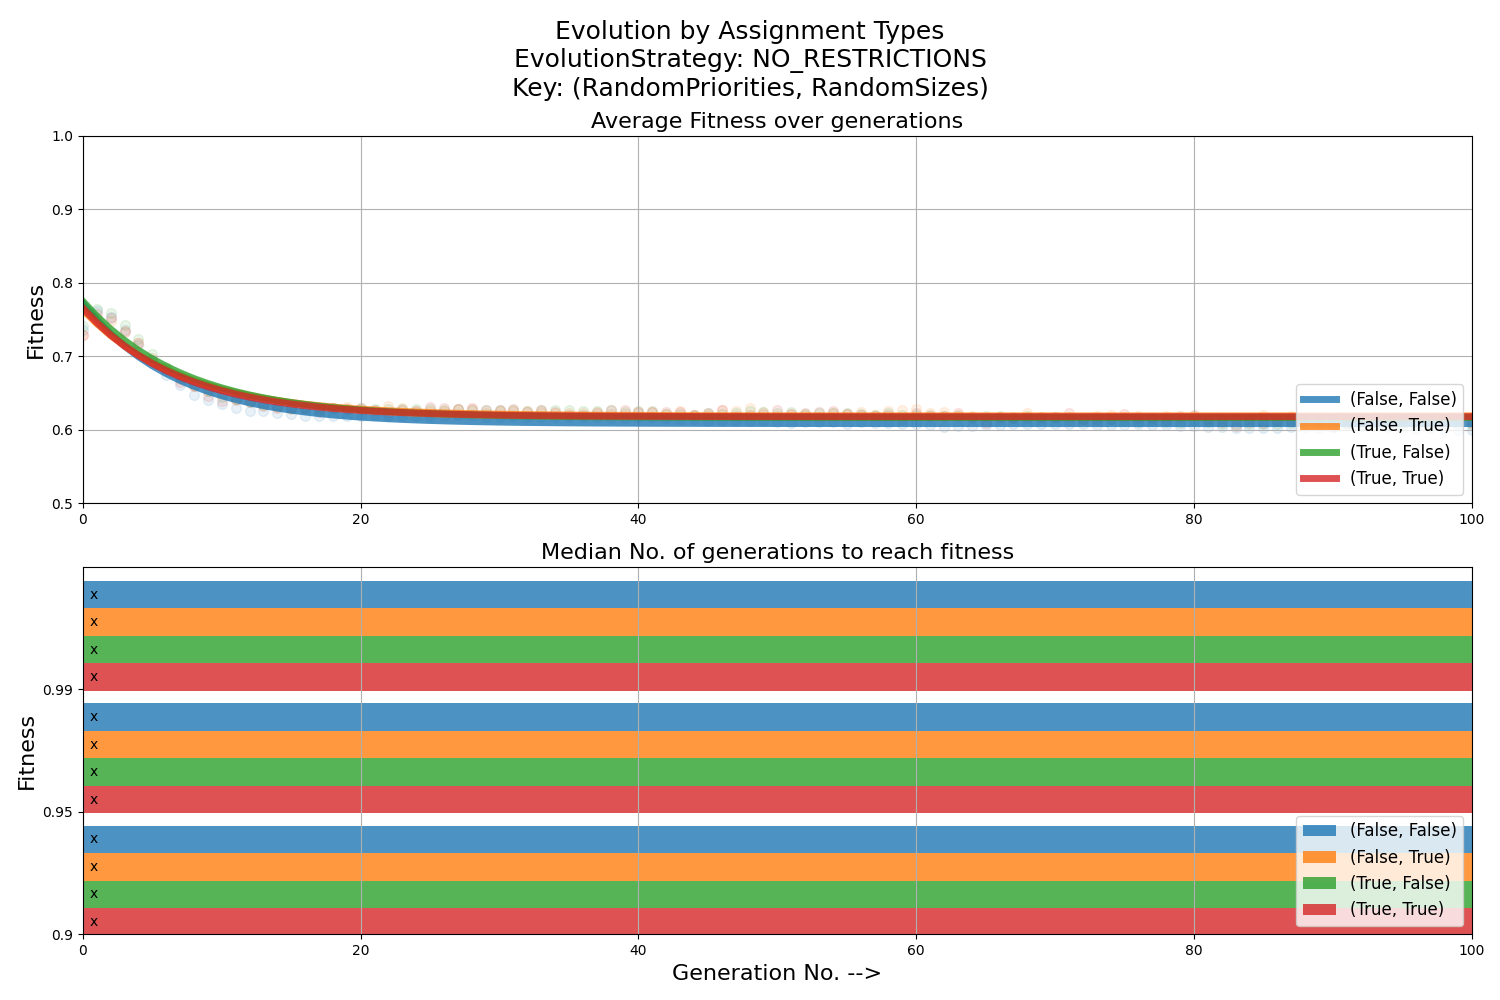 Evolution by Assignment Types
EvolutionStrategy: NO_RESTRICTIONS
Key: (RandomPriorities, RandomSizes)
Average Fitness over generations
1.0
0.9
0.8
0.7
0.6
0.5
Fitness
0 20 40 60 80 100
(False, False)
(False, True)
(True, False)
(True, True)
Median No. of generations to reach fitness
x
x
x
x
0.99
x
x
x
x
0.95
x
x
x
x
0.9
Fitness
(False, False)
(False, True)
(True, False)
(True, True)
0 20 40 60 80 100
Generation No. -->